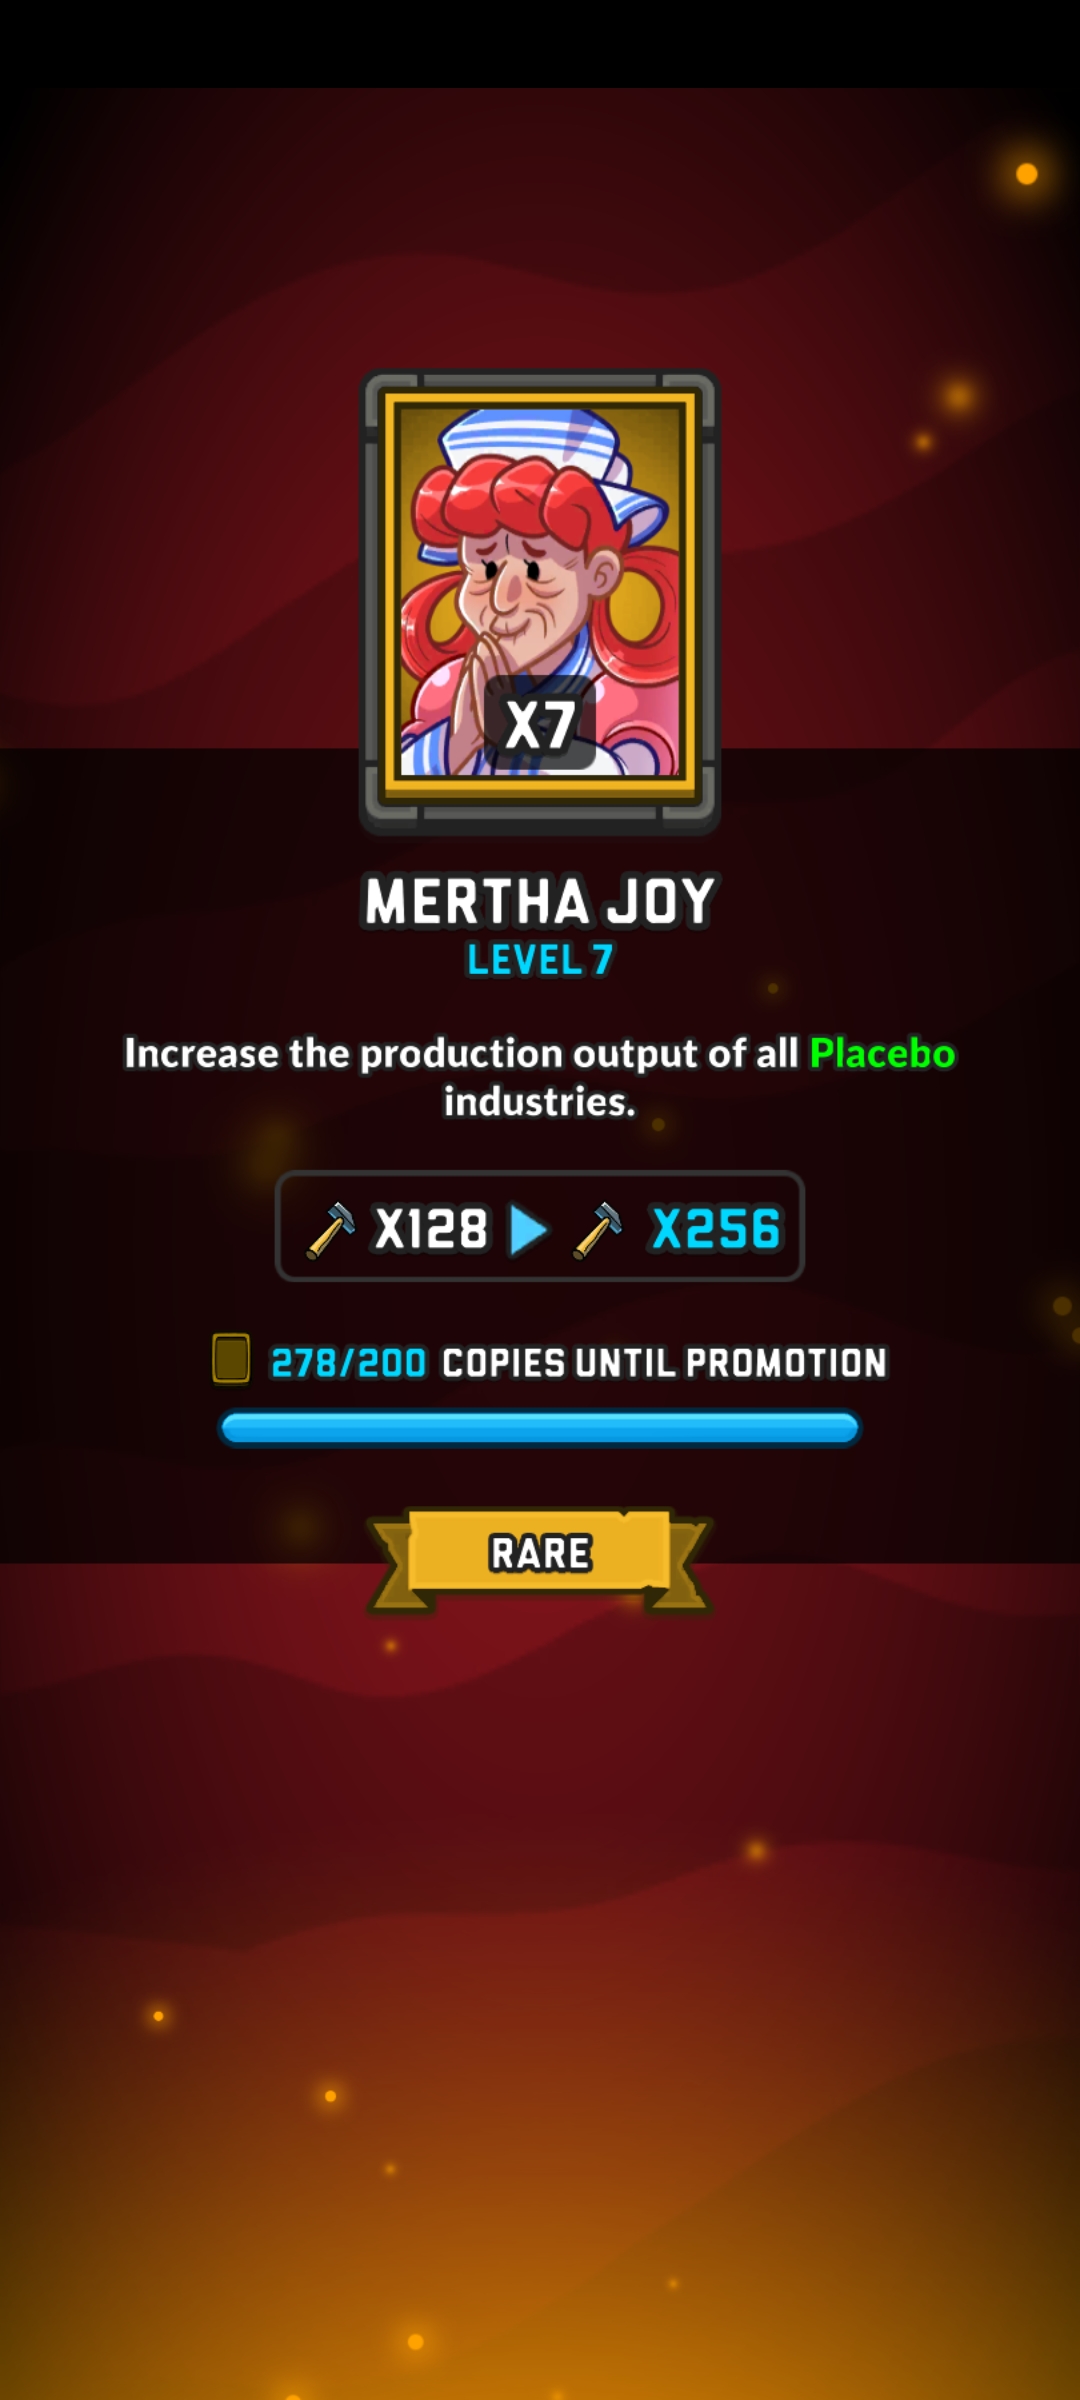 X7
MERTHA JOY
LEVEL 7
Increase the production output of all Placebo
industries.
X128 X256
278/200 COPIES UNTIL PROMOTION
RARE